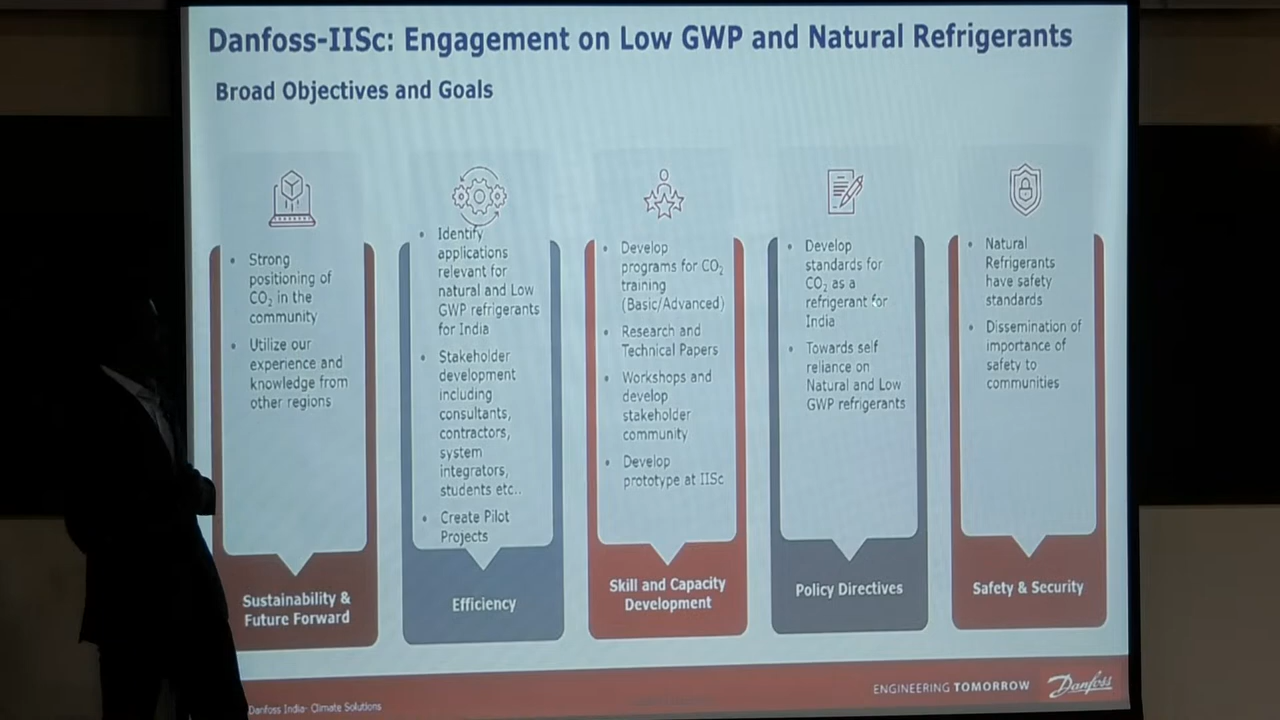 Danfoss-IISc: Engagement on Low GWP and Natural Refrigerants
Broad Objectives and Goals
• Strong
positioning of
CO₂ in the
community
• Utilize our
experience and
knowledge from
other regions
Sustainability &
Future Forward
• Identify
applications
relevant for
natural and Low
GWP refrigerants
for India
• Stakeholder
development
including
consultants,
contractors,
system
integrators,
students etc..
• Create Pilot
Projects
Efficiency
• Develop
programs for CO₂
training
(Basic/Advanced)
• Research and
Technical Papers
• Workshops and
develop
stakeholder
community
• Develop
prototype at IISc
Skill and Capacity
Development
• Develop
standards for
CO₂ as a
refrigerant for
India
• Towards self
reliance on
Natural and Low
GWP refrigerants
Policy Directives
• Natural
Refrigerants
have safety
standards
• Dissemination of
importance of
safety to
communities
Safety & Security
Danfoss India- Climate Solutions
ENGINEERING TOMORROW
Danfoss